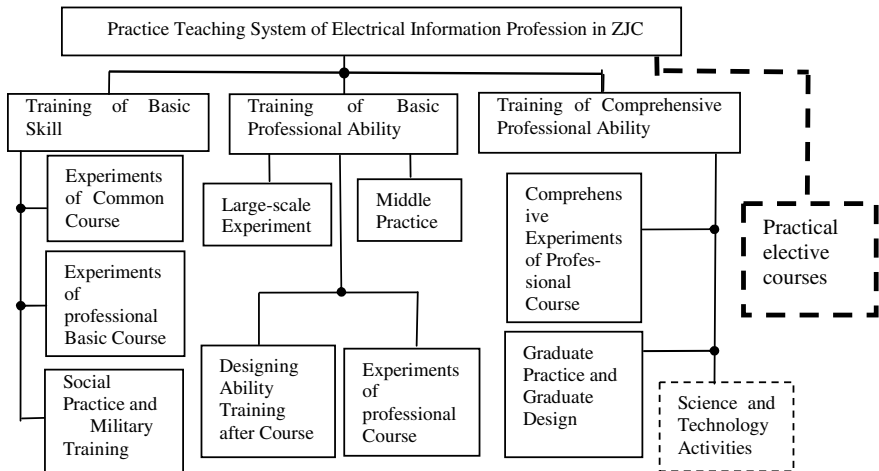 Practice Teaching System of Electrical Information Profession in ZJC
Training of Basic
Skill
Training of Basic
Professional Ability
Training of Comprehensive
Professional Ability
Experiments
of Common
Course
Experiments
of
professional
Basic Course
Social
Practice and
Military
Training
Large-scale
Experiment
Middle
Practice
Designing
Ability
Training
after Course
Experiments
of
professional
Course
Comprehens
ive
Experiments
of Profes-
sional
Course
Graduate
Practice and
Graduate
Design
Science and
Technology
Activities
Practical
elective
courses